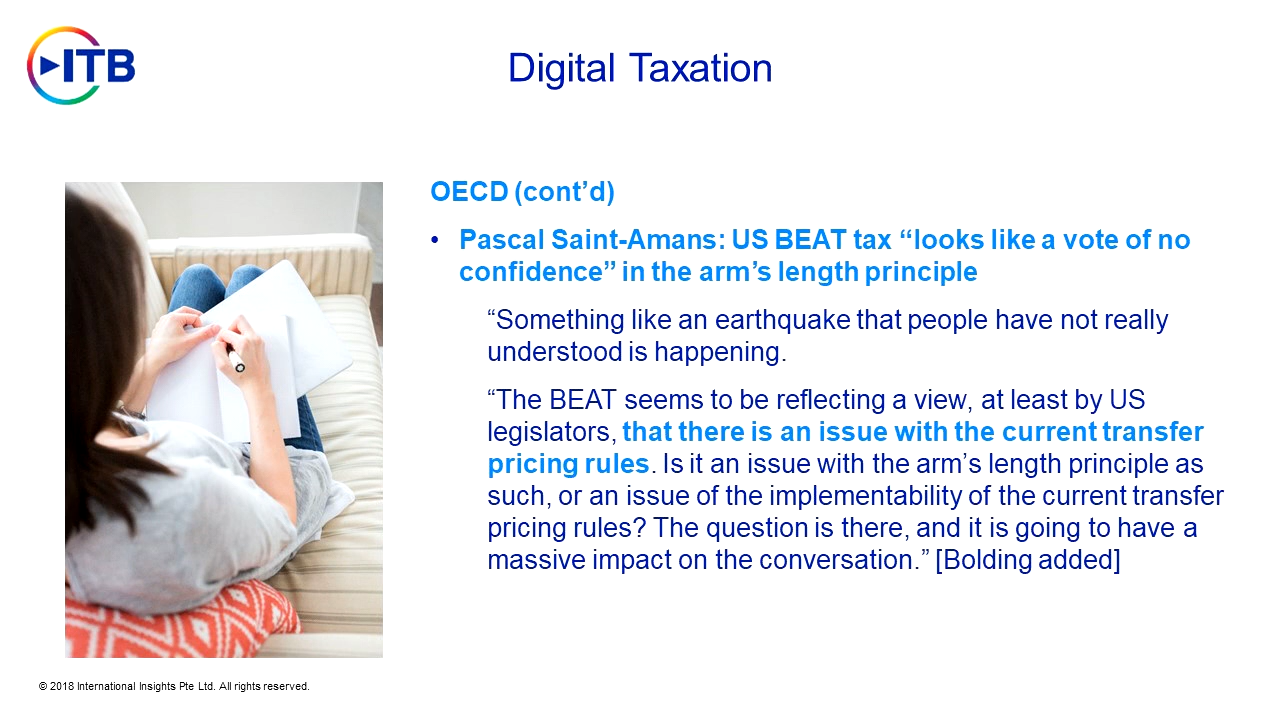 ITB
Digital Taxation
OECD (cont’d)
• Pascal Saint-Amans: US BEAT tax “looks like a vote of no
confidence” in the arm’s length principle
“Something like an earthquake that people have not really
understood is happening.
“The BEAT seems to be reflecting a view, at least by US
legislators, that there is an issue with the current transfer
pricing rules. Is it an issue with the arm’s length principle as
such, or an issue of the implementability of the current transfer
pricing rules? The question is there, and it is going to have a
massive impact on the conversation.” [Bolding added]
© 2018 International Insights Pte Ltd. All rights reserved.